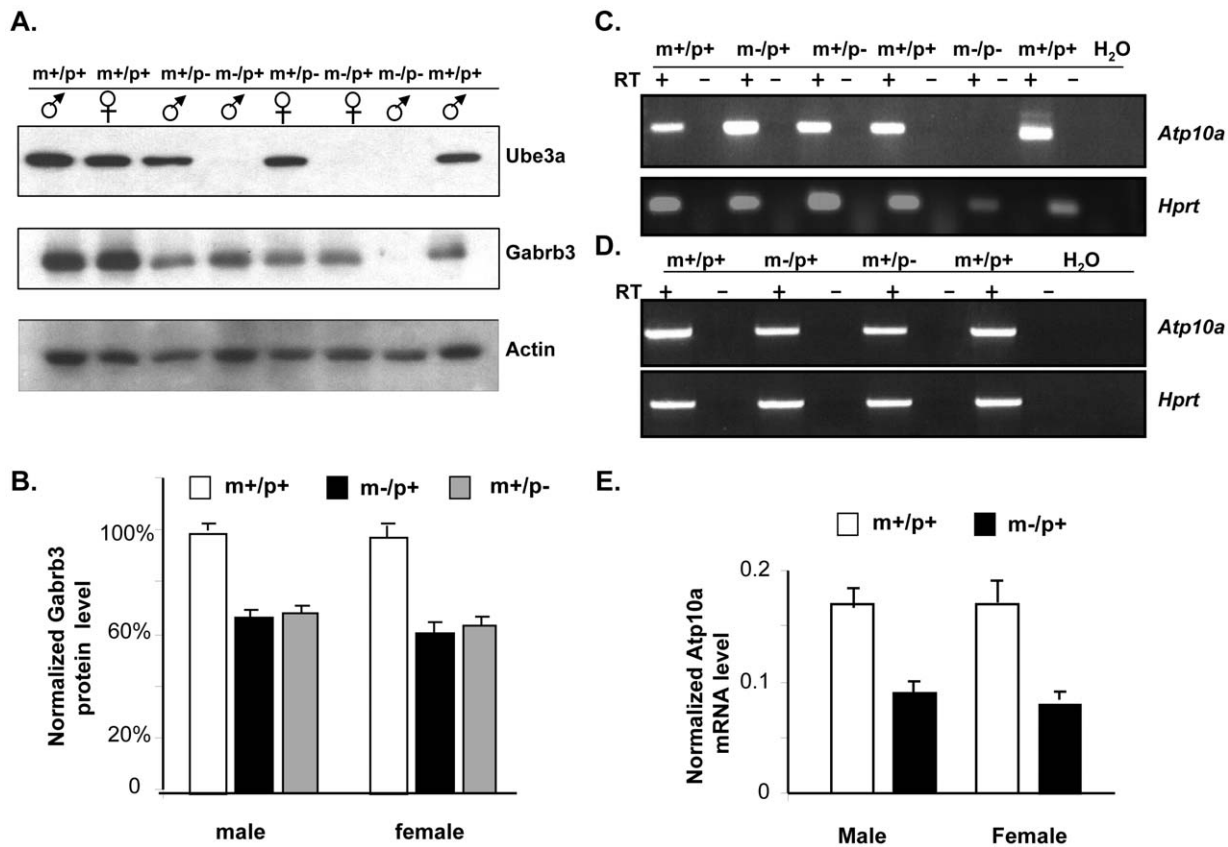 A.
m+/p+ m+/p+ m+/p- m-/p+ m+/p- m-/p+ m-/p- m+/p+
♂ ♀ ♂ ♂ ♀ ♀ ♂ ♂
Ube3a
Gabrb3
Actin
B.
m+/p+ m-/p+ m+/p-
Normalized Gabrb3
protein level
100%
60%
20%
0
male female
C.
m+/p+ m-/p+ m+/p- m+/p+ m-/p- m+/p+ H₂O
RT + − + − + − + − + − + −
Atp10a
Hprt
D.
m+/p+ m-/p+ m+/p- m+/p+ H₂O
RT + − + − + − + −
Atp10a
Hprt
E.
m+/p+ m-/p+
Normalized Atp10a
mRNA level
0.2
0.1
0
Male Female